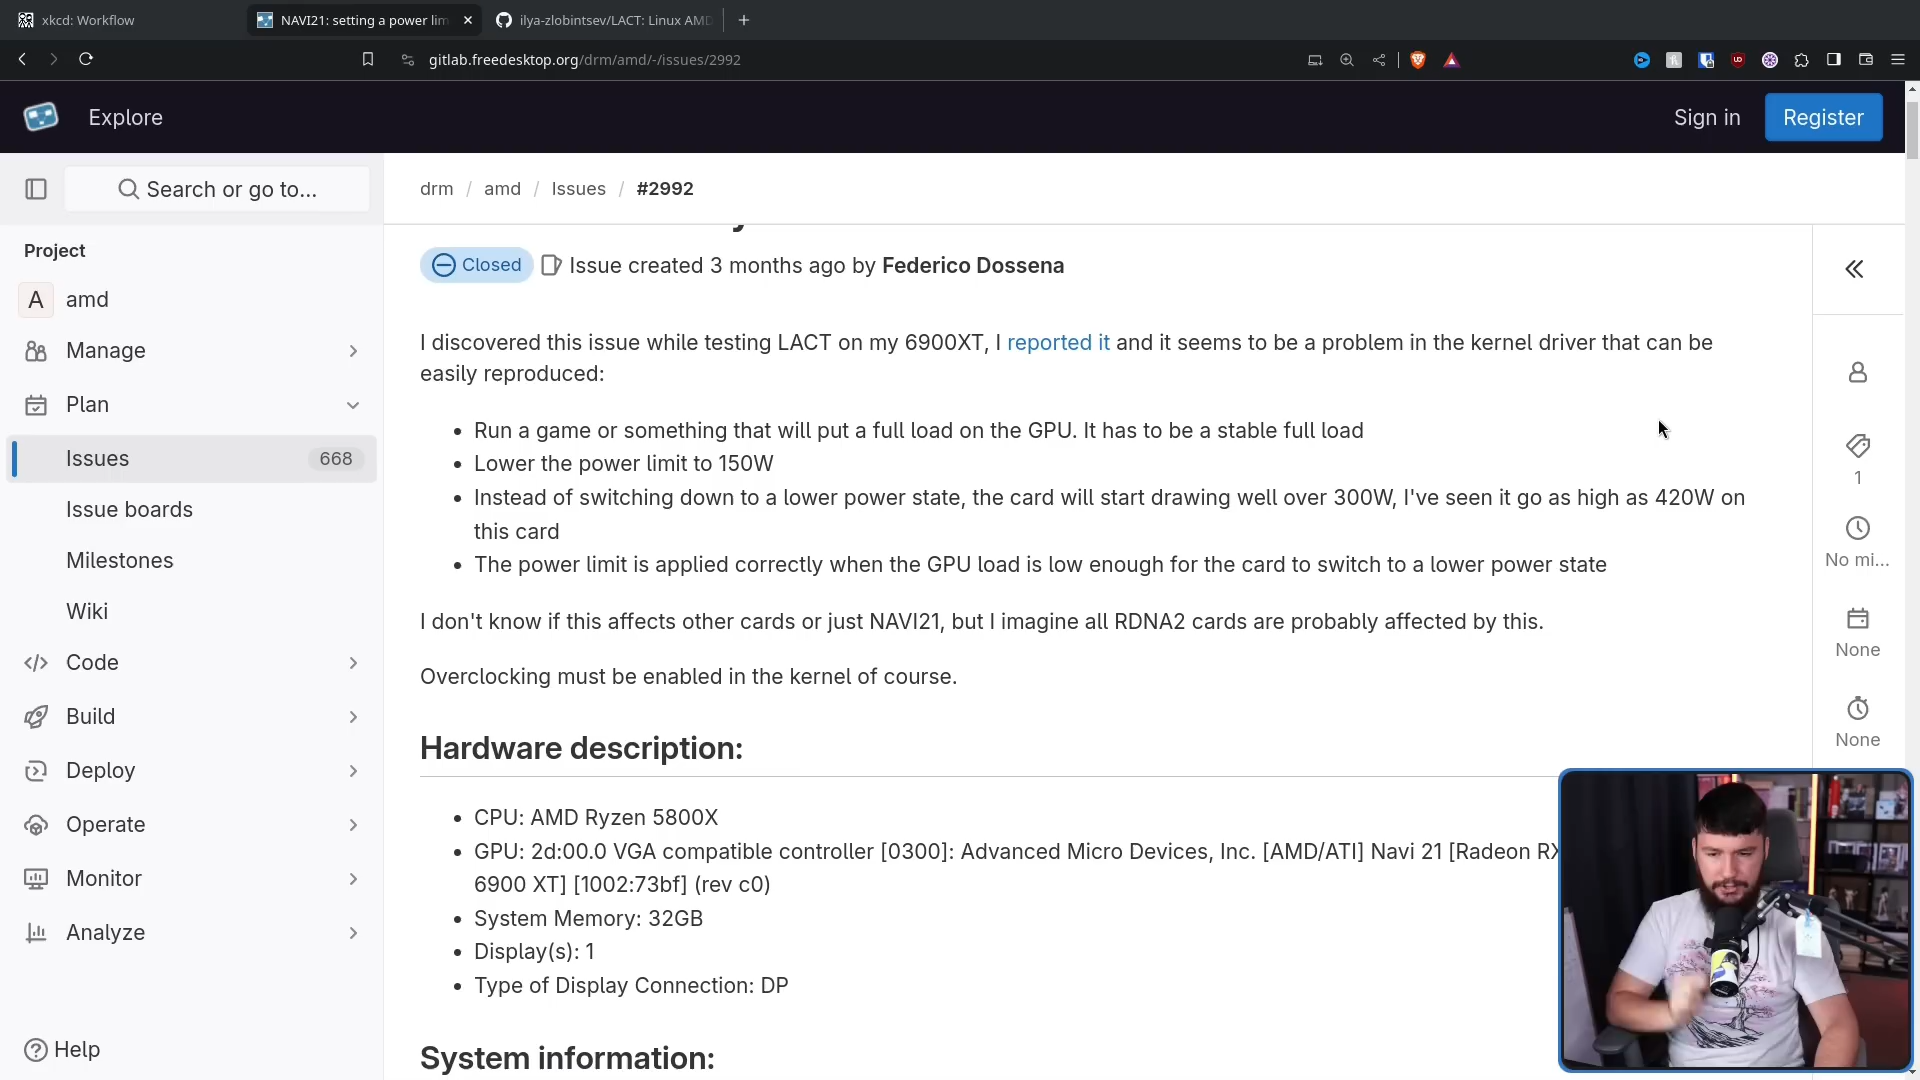 xkcd: Workflow
NAVI21: setting a power lim
ilya-zlobintsev/LACT: Linux AMD
gitlab.freedesktop.org/drm/amd/-/issues/2992
Explore
Sign in
Register
Search or go to...
drm / amd / Issues / #2992
Project
A amd
Manage
Plan
Issues 668
Issue boards
Milestones
Wiki
Code
Build
Deploy
Operate
Monitor
Analyze
Help
Closed Issue created 3 months ago by Federico Dossena
I discovered this issue while testing LACT on my 6900XT, I reported it and it seems to be a problem in the kernel driver that can be
easily reproduced:
• Run a game or something that will put a full load on the GPU. It has to be a stable full load
• Lower the power limit to 150W
• Instead of switching down to a lower power state, the card will start drawing well over 300W, I've seen it go as high as 420W on
this card
• The power limit is applied correctly when the GPU load is low enough for the card to switch to a lower power state
I don't know if this affects other cards or just NAVI21, but I imagine all RDNA2 cards are probably affected by this.
Overclocking must be enabled in the kernel of course.
Hardware description:
• CPU: AMD Ryzen 5800X
• GPU: 2d:00.0 VGA compatible controller [0300]: Advanced Micro Devices, Inc. [AMD/ATI] Navi 21 [Radeon RX
6900 XT] [1002:73bf] (rev c0)
• System Memory: 32GB
• Display(s): 1
• Type of Display Connection: DP
System information:
1
No mi...
None
None